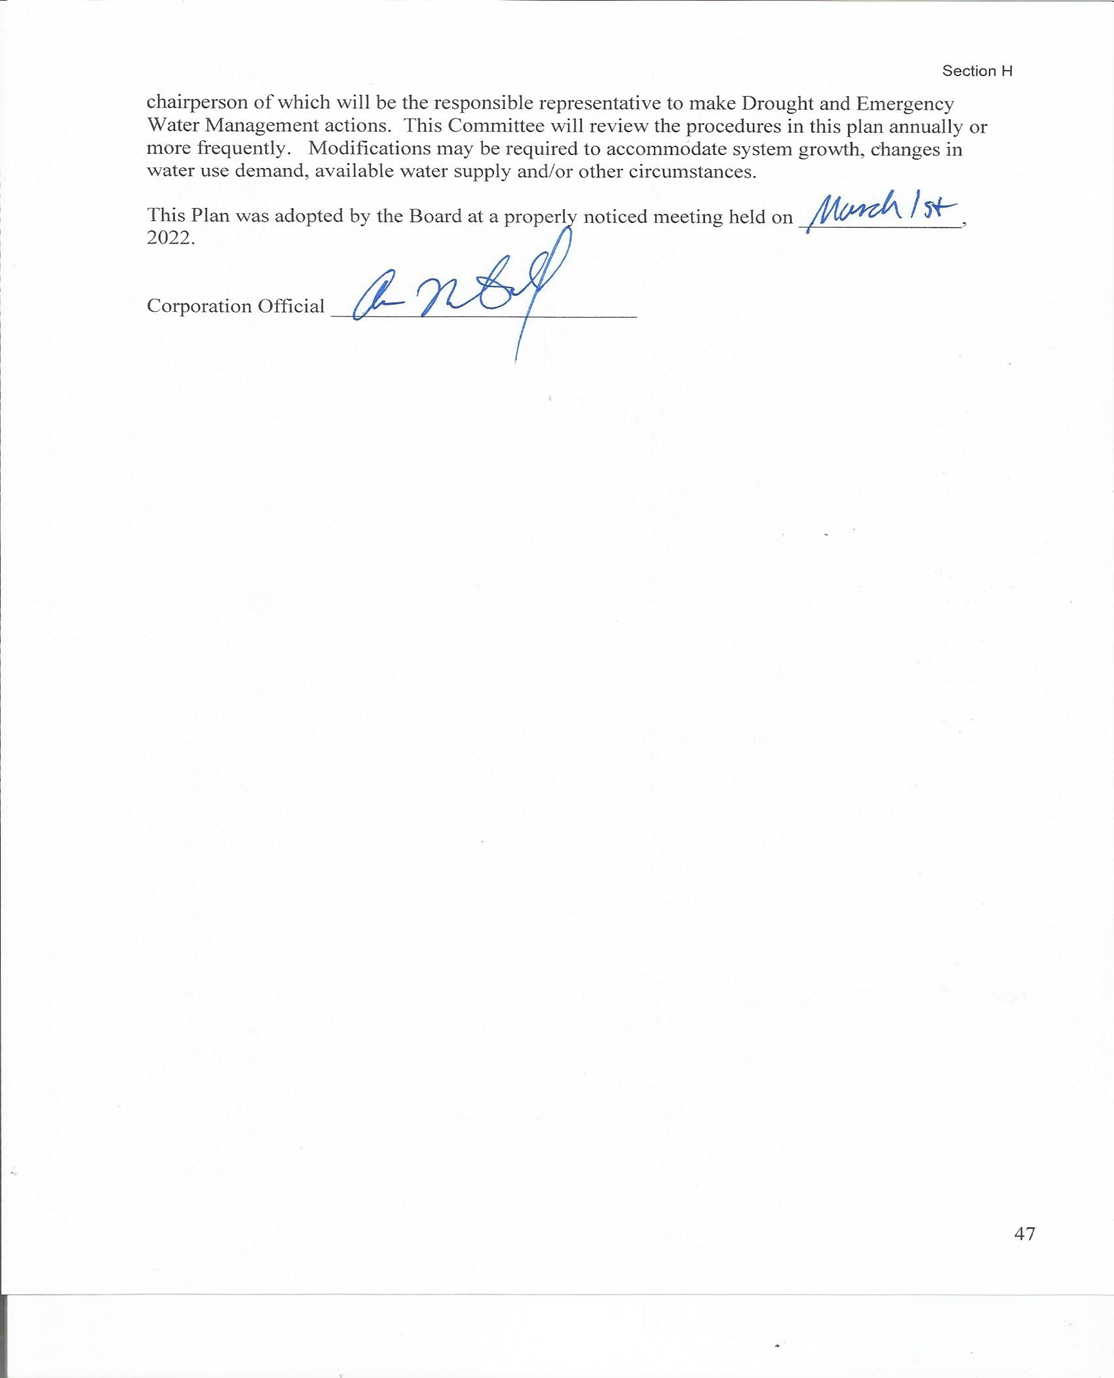 Section H
chairperson of which will be the responsible representative to make Drought and Emergency
Water Management actions.  This Committee will review the procedures in this plan annually or
more frequently.   Modifications may be required to accommodate system growth, changes in
water use demand, available water supply and/or other circumstances.
This Plan was adopted by the Board at a properly noticed meeting held on March 1st,
2022.
Corporation Official
47